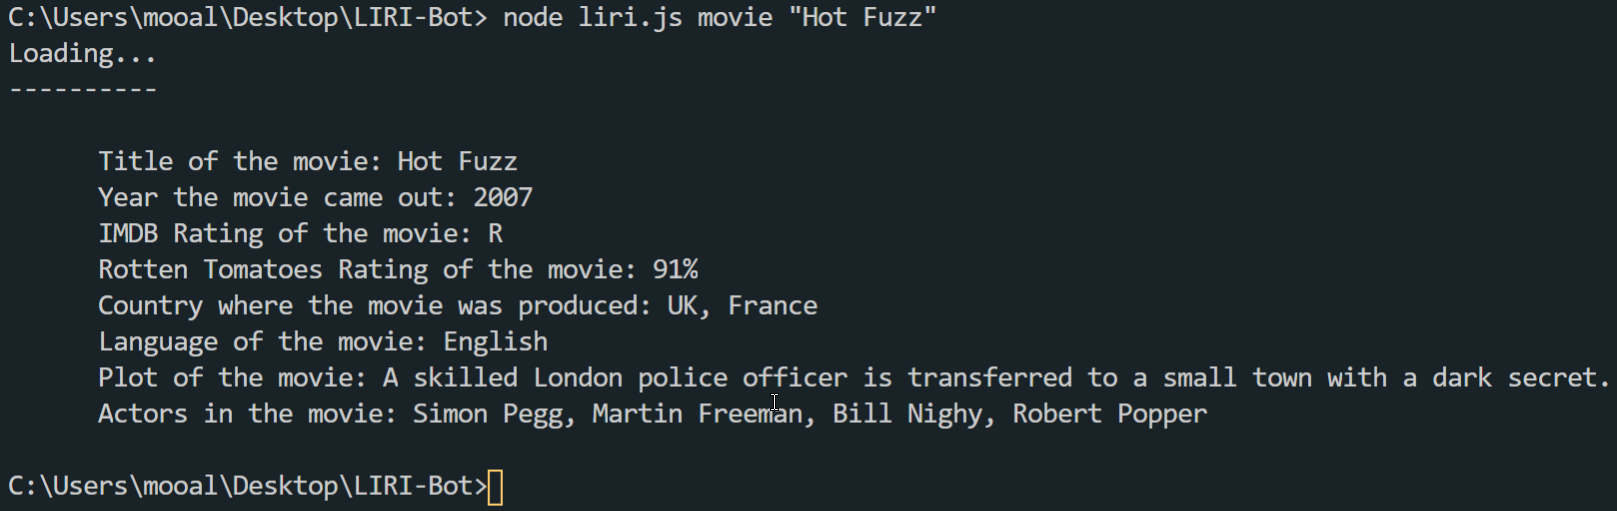 C:\Users\mooal\Desktop\LIRI-Bot> node liri.js movie "Hot Fuzz"
Loading...
----------
Title of the movie: Hot Fuzz
Year the movie came out: 2007
IMDB Rating of the movie: R
Rotten Tomatoes Rating of the movie: 91%
Country where the movie was produced: UK, France
Language of the movie: English
Plot of the movie: A skilled London police officer is transferred to a small town with a dark secret.
Actors in the movie: Simon Pegg, Martin Freeman, Bill Nighy, Robert Popper
C:\Users\mooal\Desktop\LIRI-Bot>